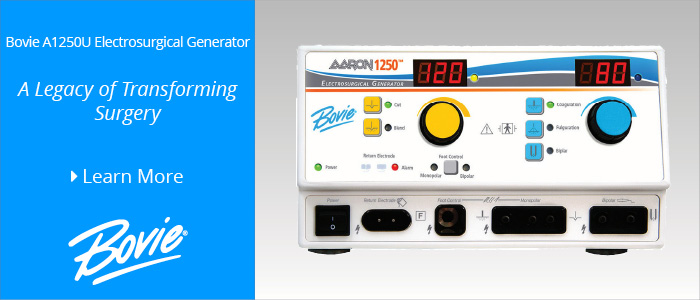 Bovie A1250U Electrosurgical Generator
A Legacy of Transforming
Surgery
Learn More
Bovie®
AARON 1250™
ELECTROSURGICAL GENERATOR
120
80
Bovie
Cut
Blend
Coagulation
Fulguration
Bipolar
Power
Return Electrode
Alarm
Foot Control
Monopolar
Bipolar
Power
Return Electrode
Foot Control
Monopolar
Bipolar
F
I
O